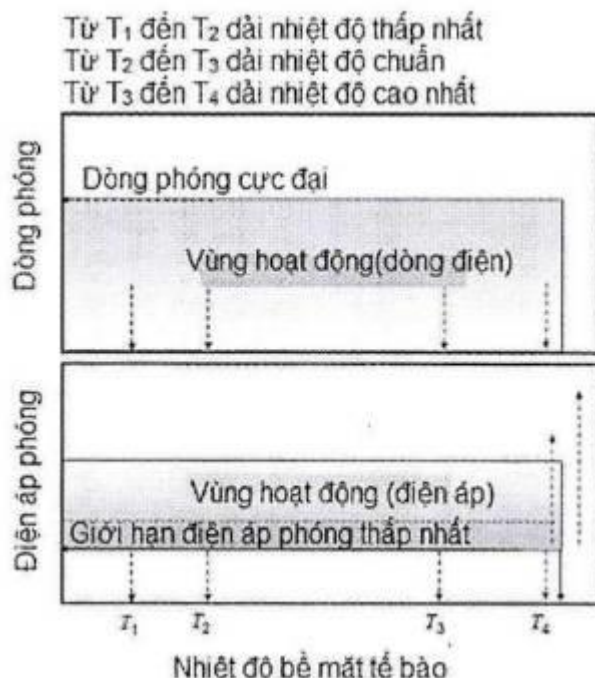 Từ T₁ đến T₂ dải nhiệt độ thấp nhất
Từ T₂ đến T₃ dải nhiệt độ chuẩn
Từ T₃ đến T₄ dải nhiệt độ cao nhất
Dòng phóng
Dòng phóng cực đại
Vùng hoạt động(dòng điện)
Điện áp phóng
Vùng hoạt động (điện áp)
Giới hạn điện áp phóng thấp nhất
T₁ T₂ T₃ T₄
Nhiệt độ bề mặt tế bào